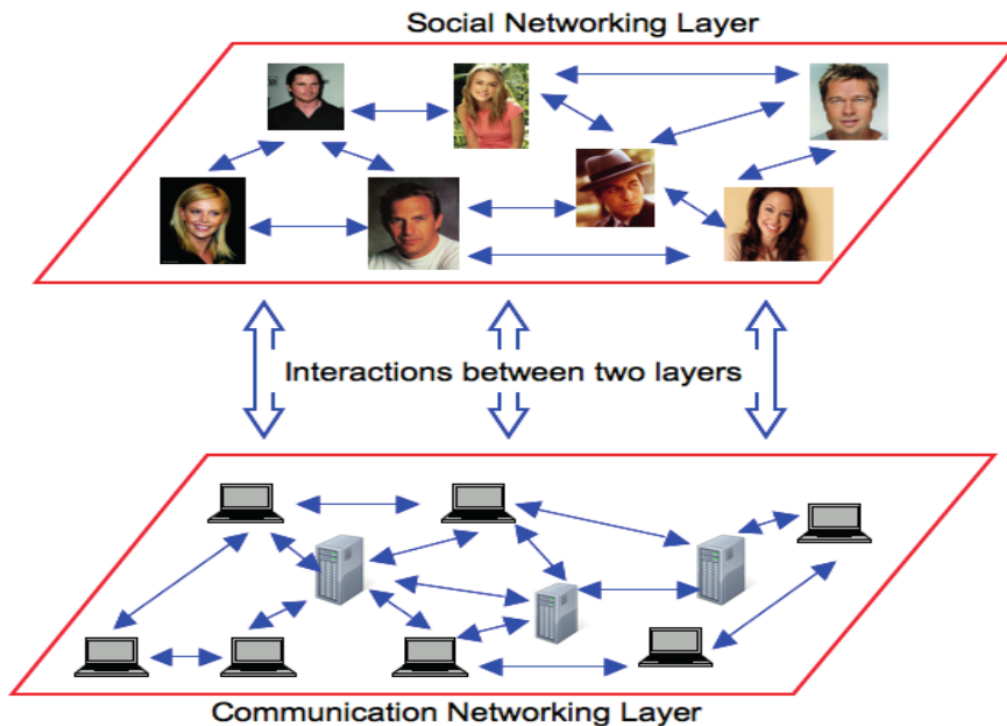 Social Networking Layer
Interactions between two layers
Communication Networking Layer